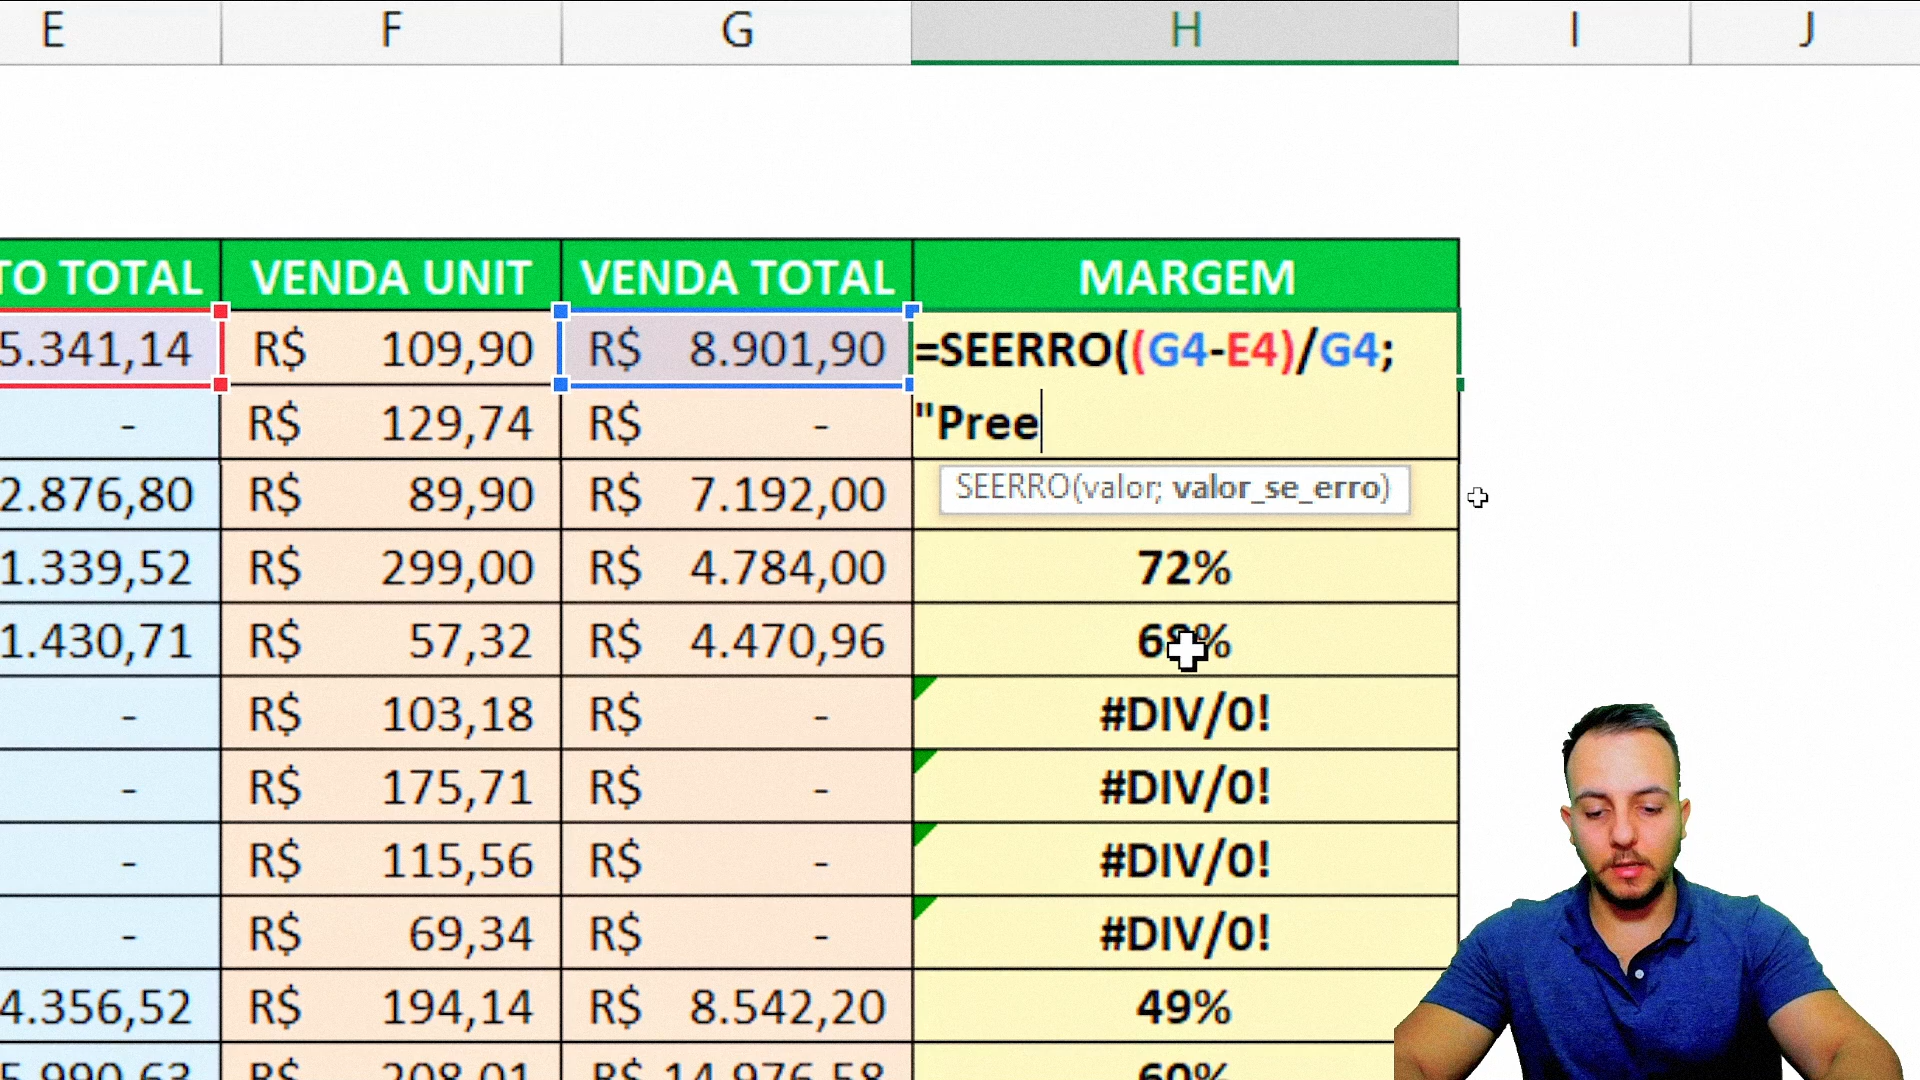 E F G H I J
TO TOTAL VENDA UNIT VENDA TOTAL MARGEM
5.341,14 R$ 109,90 R$ 8.901,90 =SEERRO((G4-E4)/G4;
- R$ 129,74 R$ - "Pree
2.876,80 R$ 89,90 R$ 7.192,00 SEERRO(valor; valor_se_erro)
1.339,52 R$ 299,00 R$ 4.784,00 72%
1.430,71 R$ 57,32 R$ 4.470,96
- R$ 103,18 R$ - #DIV/0!
- R$ 175,71 R$ - #DIV/0!
- R$ 115,56 R$ - #DIV/0!
- R$ 69,34 R$ - #DIV/0!
4.356,52 R$ 194,14 R$ 8.542,20 49%
5.990,63 R$ 208,01 R$ 14.976,58 60%